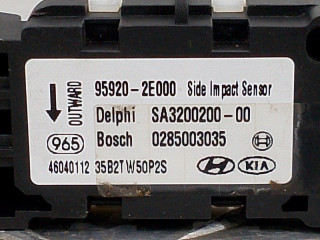 OUTWARD
95920-2E000 Side Impact Sensor
Delphi SA3200200-00
965 Bosch 0285003035
46040112 35B2TW50P2S KIA